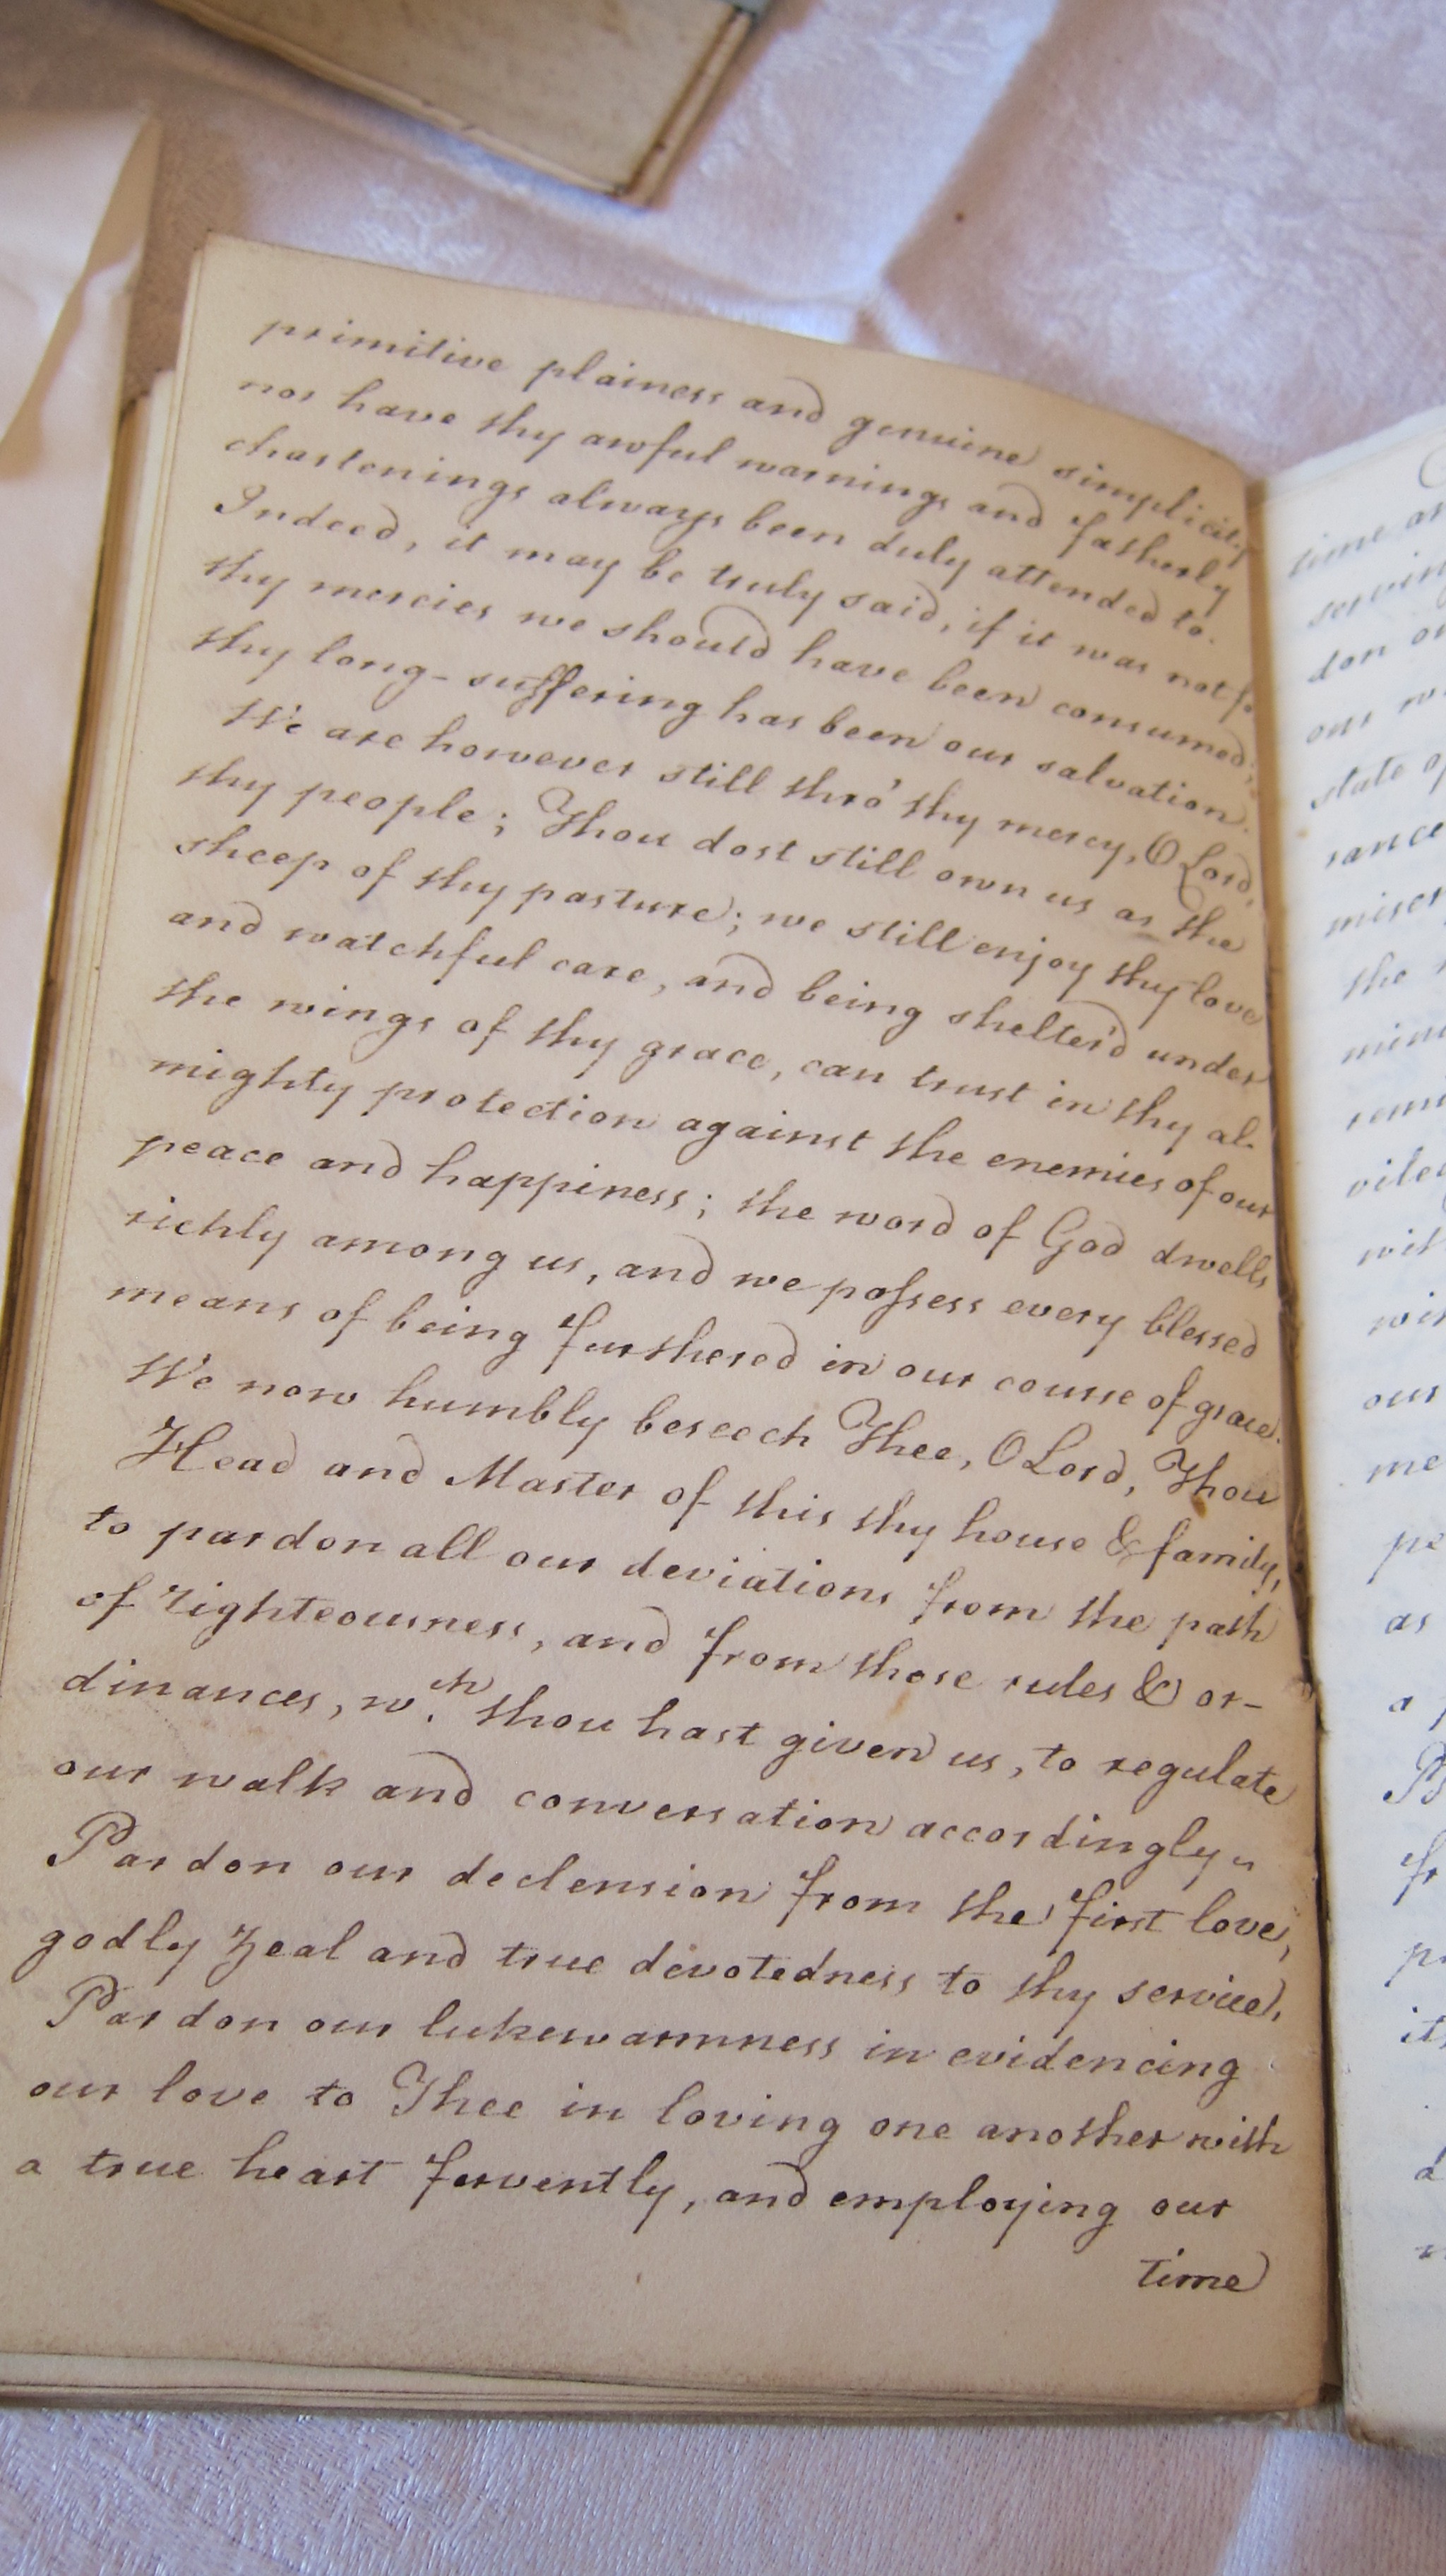 primitive plainess and genuine simplicity
nor have thy awful warnings and fatherly
chastenings always been duly attended to.
Indeed, it may be truly said, if it was not fo
thy mercies we should have been consumed;
thy long-suffering has been our salvation.
We are however still thro' thy mercy, O Lord,
thy people; Thou dost still own us as the
sheep of thy pasture; we still enjoy thy love
and watchful care, and being shelter'd under
the wings of thy grace, can trust in thy al-
mighty protection against the enemies of our
peace and happiness; the word of God dwells
richly among us, and we poſsess every blessed
means of being furthered in our course of grace.
We now humbly beseech Thee, O Lord, Thou
Head and Master of this thy house & family,
to pardon all our deviations from the path
of righteousness, and from those rules & or-
dinances, w.ch thou hast given us, to regulate
our walk and conversation accordingly.
Pardon our declension from the first love,
godly zeal and true devotedness to thy service,
Pardon our lukewarmness in evidencing
our love to Thee in loving one another with
a true heart fervently, and employing our
time
time
servin
don
our
state
rance
miser
the
reme
wit
our
me
pe
as
a
fr
it